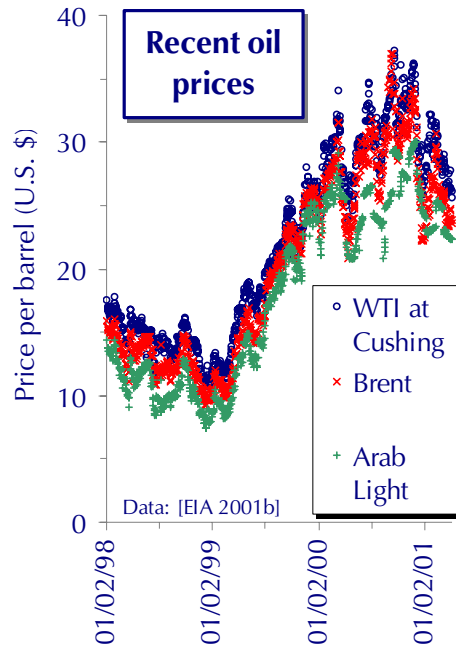 Recent oil
prices
Price per barrel (U.S. $)
40
30
20
10
0
WTI at
Cushing
Brent
Arab
Light
Data: [EIA 2001b]
01/02/98
01/02/99
01/02/00
01/02/01